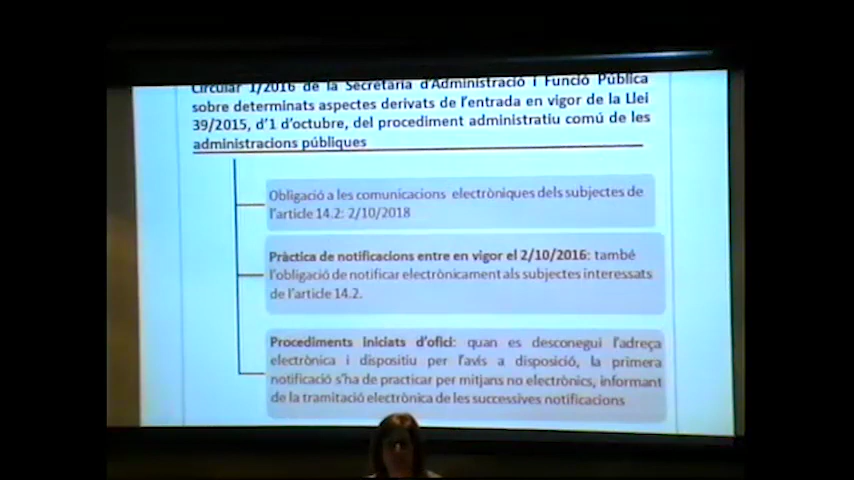 Circular 1/2016 de la Secretaria d'Administració i Funció Pública
sobre determinats aspectes derivats de l'entrada en vigor de la Llei
39/2015, d'1 d'octubre, del procediment administratiu comú de les
administracions públiques
Obligació a les comunicacions electròniques dels subjectes de
l'article 14.2: 2/10/2018
Pràctica de notificacions entre en vigor el 2/10/2016: també
l'obligació de notificar electrònicament als subjectes interessats
de l'article 14.2.
Procediments iniciats d'ofici: quan es desconegui l'adreça
electrònica i dispositiu per l'avís a disposició, la primera
notificació s'ha de practicar per mitjans no electrònics, informant
de la tramitació electrònica de les successives notificacions